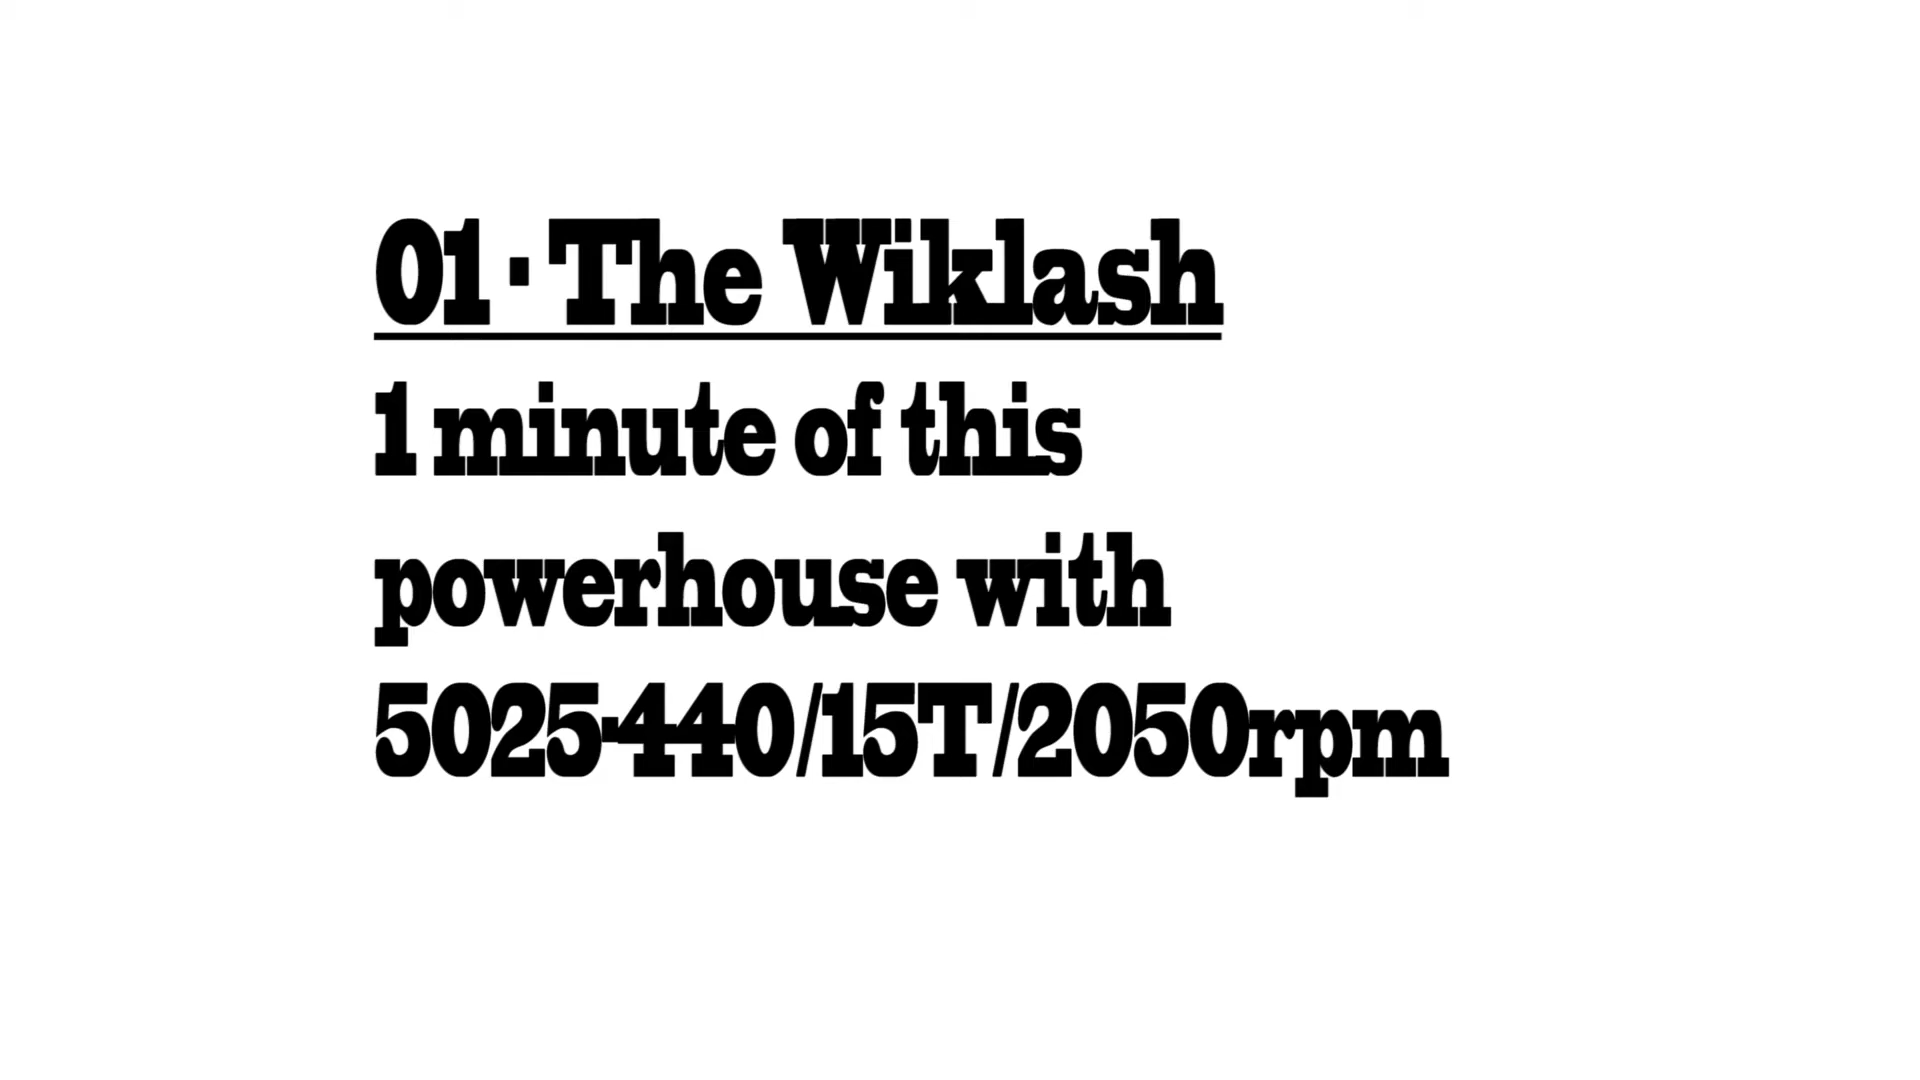 01 · The Wiklash
1 minute of this
powerhouse with
5025-440/15T/2050rpm